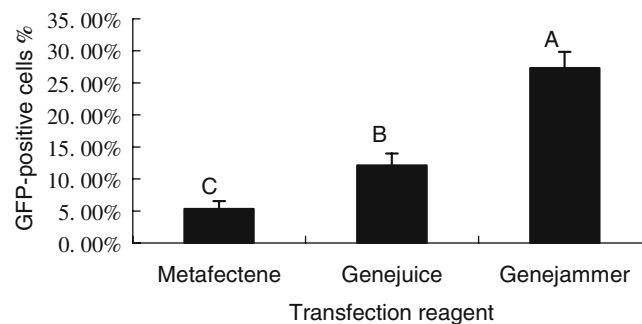 GFP-positive cells %
35. 00%
30. 00%
25. 00%
20. 00%
15. 00%
10. 00%
5. 00%
0. 00%
C
B
A
Metafectene
Genejuice
Genejammer
Transfection reagent